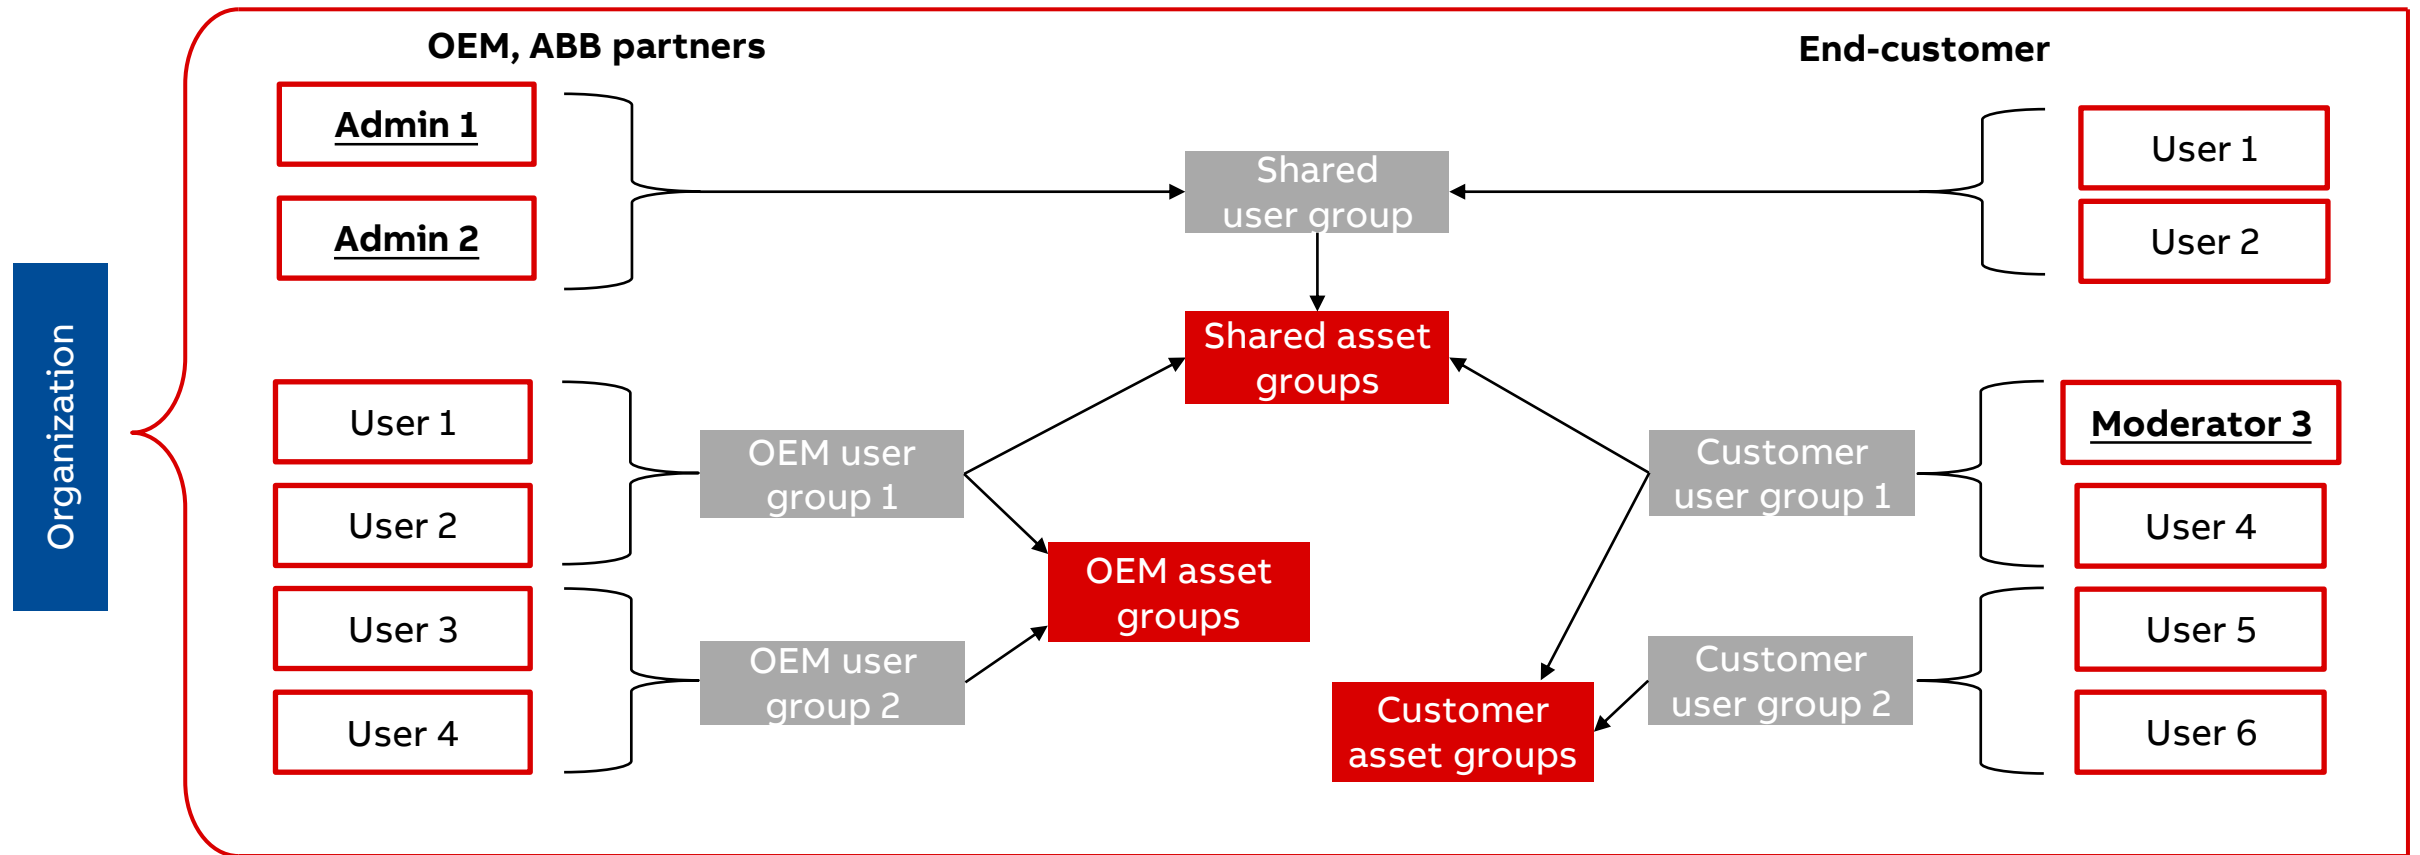 OEM, ABB partners
End-customer
Organization
Admin 1
Admin 2
Shared
user group
User 1
User 2
Shared asset
groups
User 1
User 2
User 3
User 4
OEM user
group 1
OEM user
group 2
OEM asset
groups
Customer
asset groups
Customer
user group 1
Customer
user group 2
Moderator 3
User 4
User 5
User 6